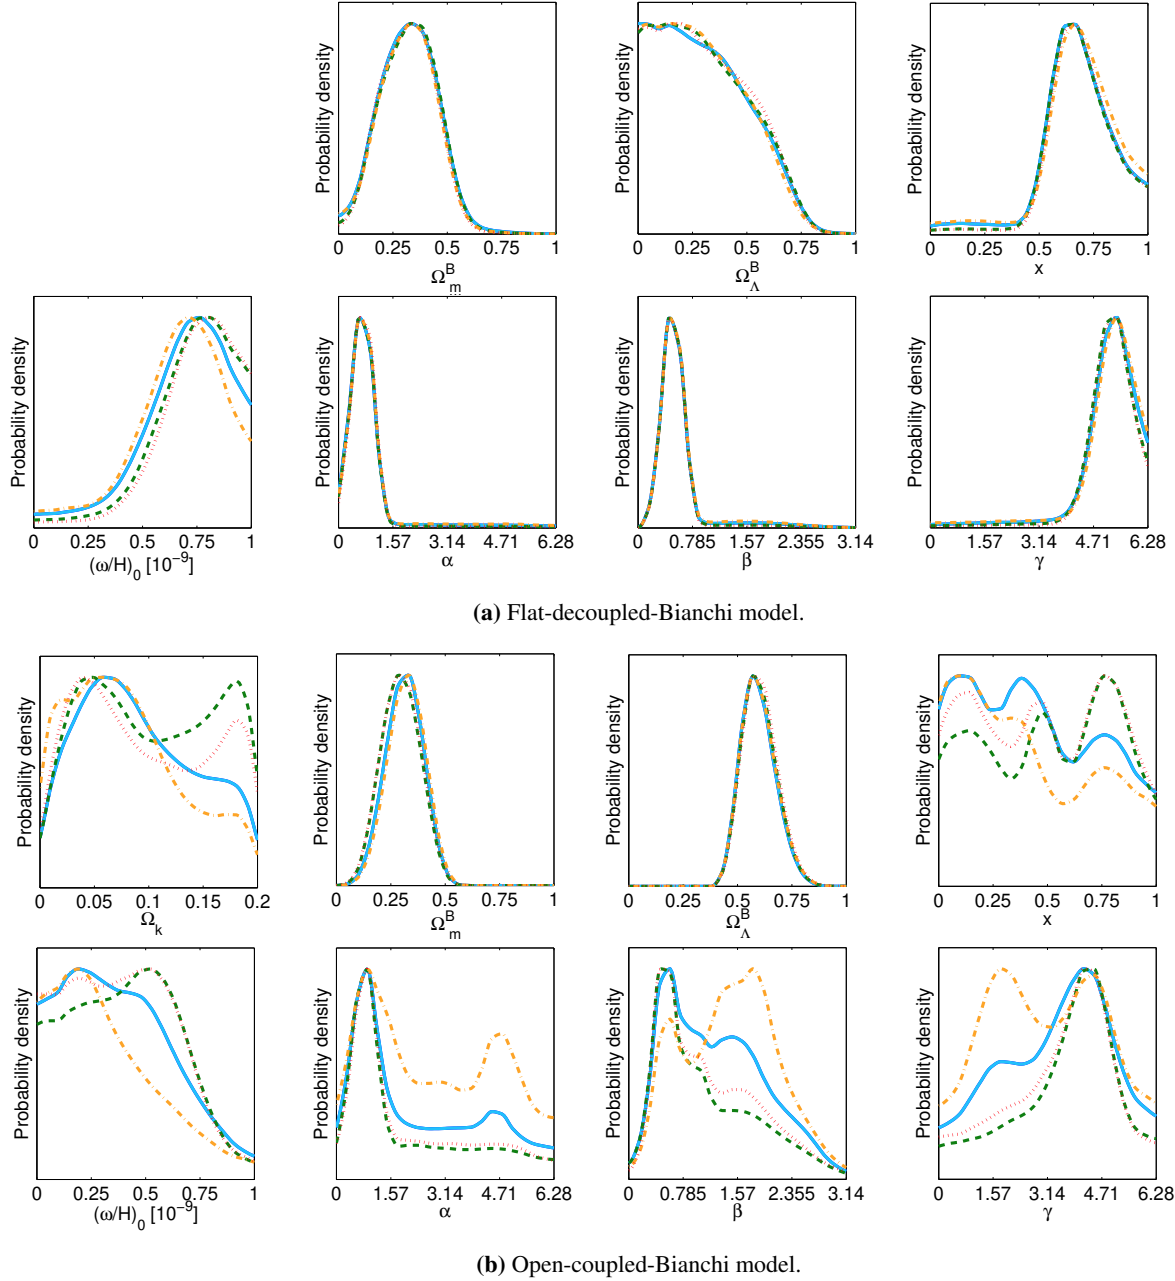 Probability density
0 0.25 0.5 0.75 1
Ω_m^B
Probability density
0 0.25 0.5 0.75 1
Ω_Λ^B
Probability density
0 0.25 0.5 0.75 1
x
Probability density
0 0.25 0.5 0.75 1
(ω/H)_0 [10^{-9}]
Probability density
0 1.57 3.14 4.71 6.28
α
Probability density
0 0.785 1.57 2.355 3.14
β
Probability density
0 1.57 3.14 4.71 6.28
γ
(a) Flat-decoupled-Bianchi model.
Probability density
0 0.05 0.1 0.15 0.2
Ω_k
Probability density
0 0.25 0.5 0.75 1
Ω_m^B
Probability density
0 0.25 0.5 0.75 1
Ω_Λ^B
Probability density
0 0.25 0.5 0.75 1
x
Probability density
0 0.25 0.5 0.75 1
(ω/H)_0 [10^{-9}]
Probability density
0 1.57 3.14 4.71 6.28
α
Probability density
0 0.785 1.57 2.355 3.14
β
Probability density
0 1.57 3.14 4.71 6.28
γ
(b) Open-coupled-Bianchi model.